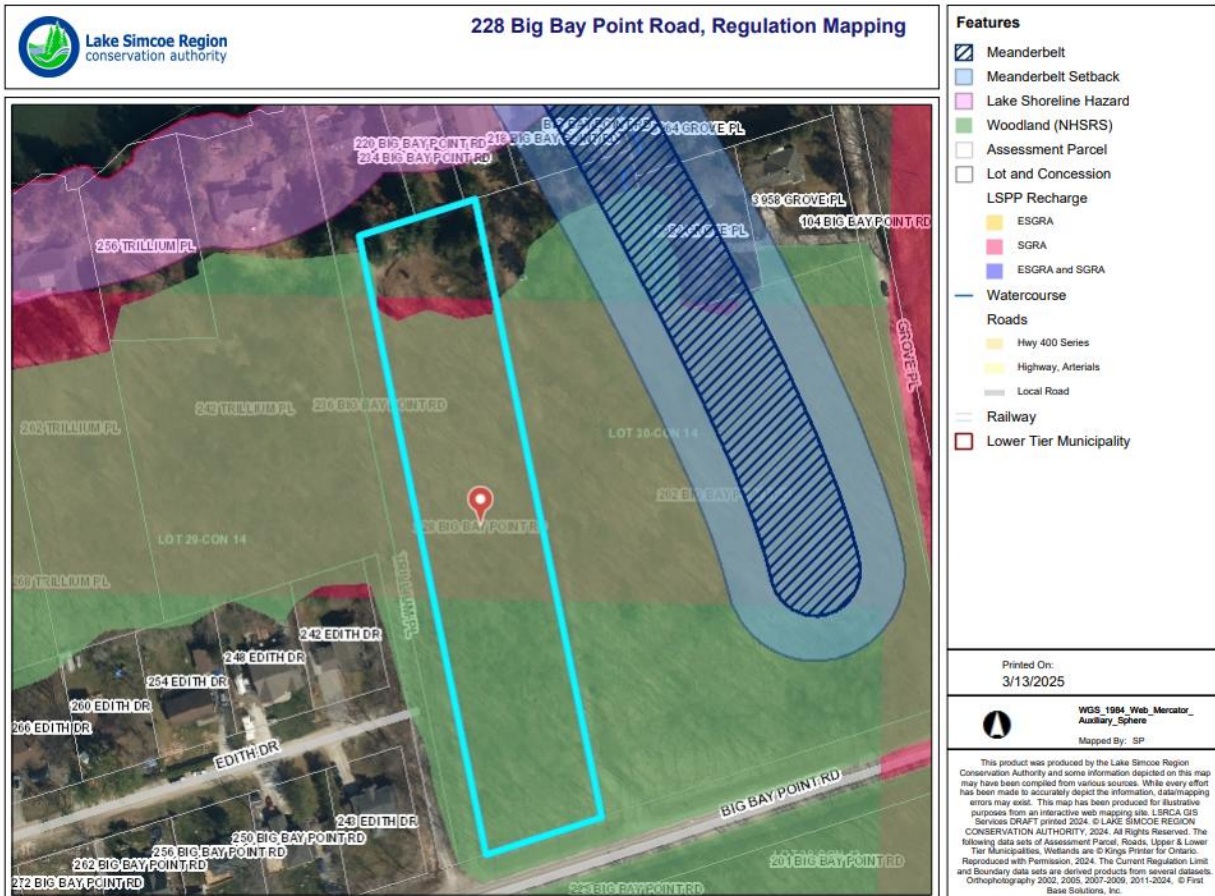 Lake Simcoe Region
conservation authority
228 Big Bay Point Road, Regulation Mapping
220 BIG BAY POINT RD
234 BIG BAY POINT RD
3 958 GROVE PL
104 BIG BAY POINT RD
256 TRILLIUM PL
GROVE PL
236 BIG BAY POINT RD
242 TRILLIUM PL
262 TRILLIUM PL
LOT 30-CON 14
202 BIG BAY POINT RD
228 BIG BAY POINT RD
LOT 29-CON 14
268 TRILLIUM PL
TRILLIUM PL
242 EDITH DR
248 EDITH DR
254 EDITH DR
260 EDITH DR
266 EDITH DR
EDITH DR
BIG BAY POINT RD
243 EDITH DR
250 BIG BAY POINT RD
256 BIG BAY POINT RD
262 BIG BAY POINT RD
272 BIG BAY POINT RD
201 BIG BAY POINT RD
225 BIG BAY POINT RD
Features
Meanderbelt
Meanderbelt Setback
Lake Shoreline Hazard
Woodland (NHSRS)
Assessment Parcel
Lot and Concession
LSPP Recharge
ESGRA
SGRA
ESGRA and SGRA
Watercourse
Roads
Hwy 400 Series
Highway, Arterials
Local Road
Railway
Lower Tier Municipality
Printed On:
3/13/2025
WGS_1984_Web_Mercator_
Auxiliary_Sphere
Mapped By: SP
This product was produced by the Lake Simcoe Region
Conservation Authority and some information depicted on this map
may have been compiled from various sources. While every effort
has been made to accurately depict the information, data/mapping
errors may exist. This map has been produced for illustrative
purposes from an interactive web mapping site. LSRCA GIS
Services DRAFT printed 2024. © LAKE SIMCOE REGION
CONSERVATION AUTHORITY, 2024. All Rights Reserved. The
following data sets of Assessment Parcel, Roads, Upper & Lower
Tier Municipalities, Wetlands are © Kings Printer for Ontario.
Reproduced with Permission, 2024. The Current Regulation Limit
and Boundary data sets are derived products from several datasets.
Orthophotography 2002, 2005, 2007-2009, 2011-2024, © First
Base Solutions, Inc.